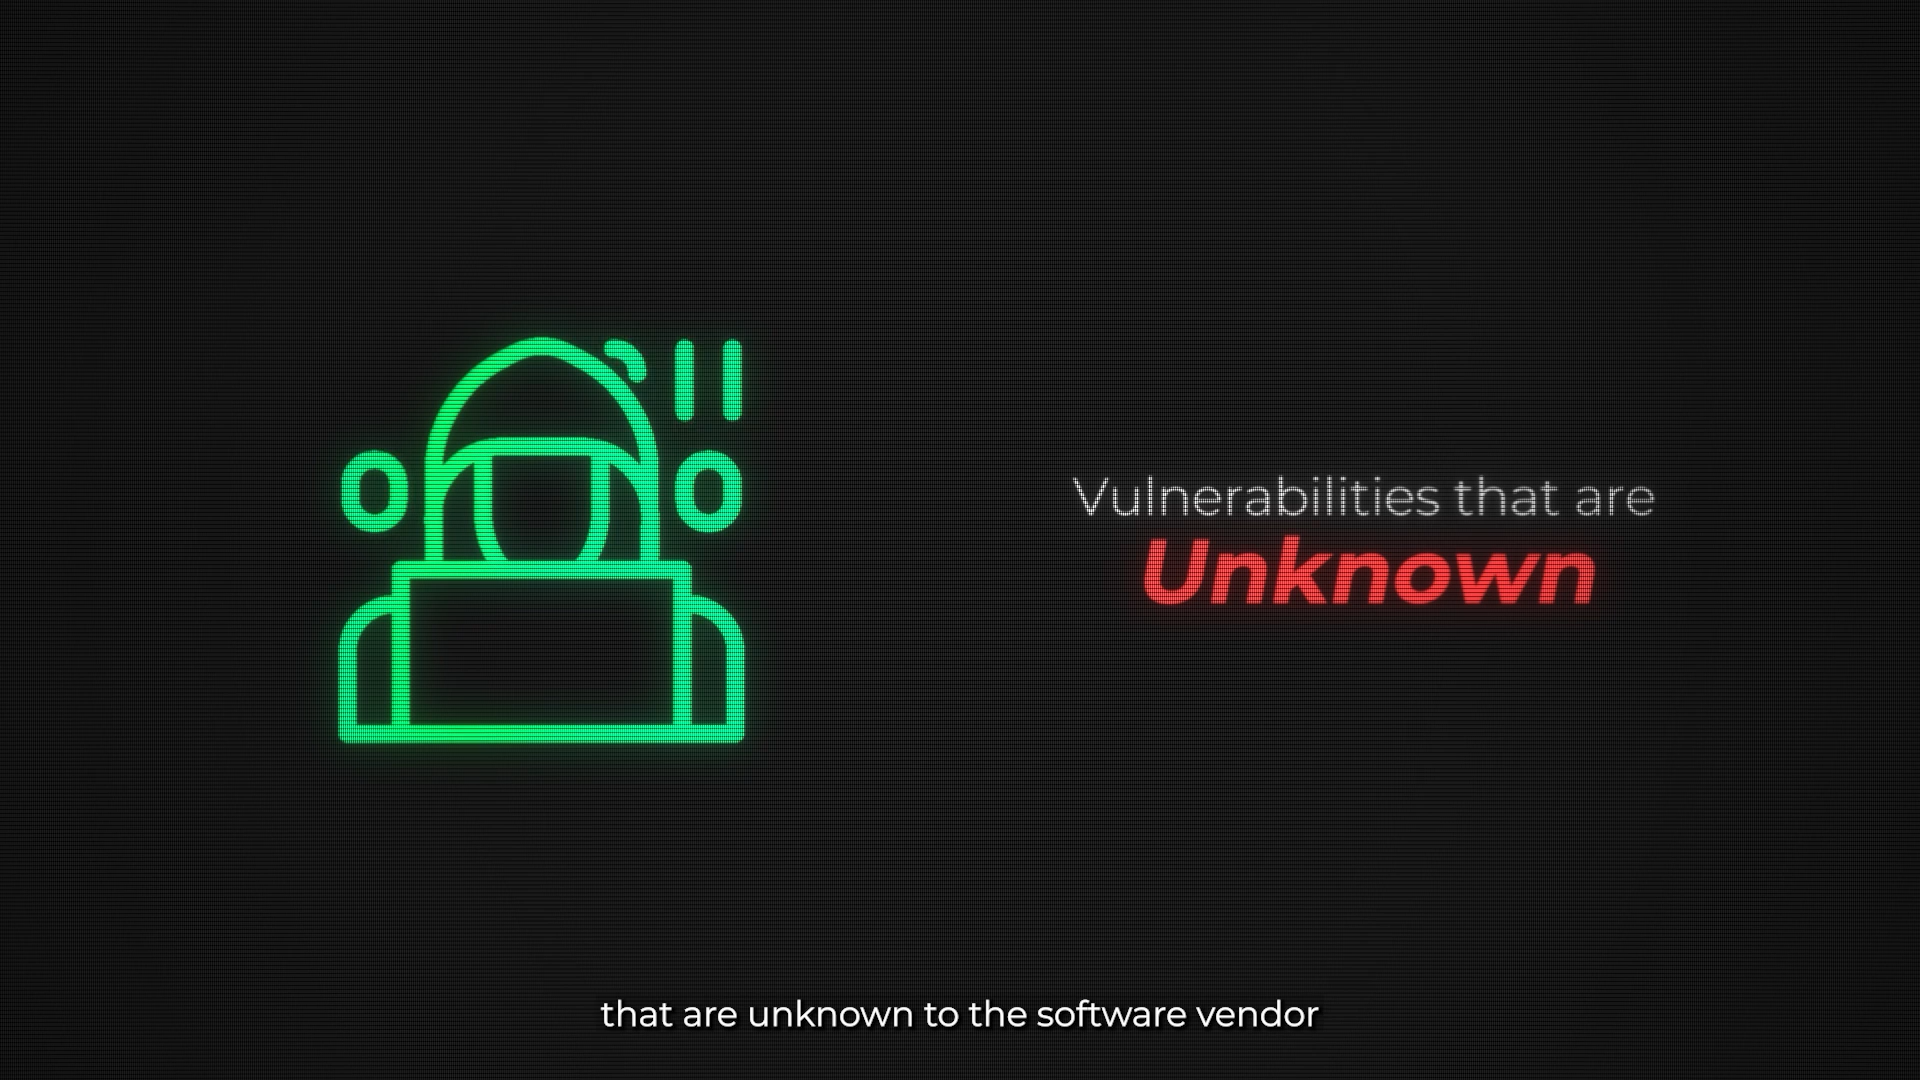 Vulnerabilities that are
Unknown
that are unknown to the software vendor